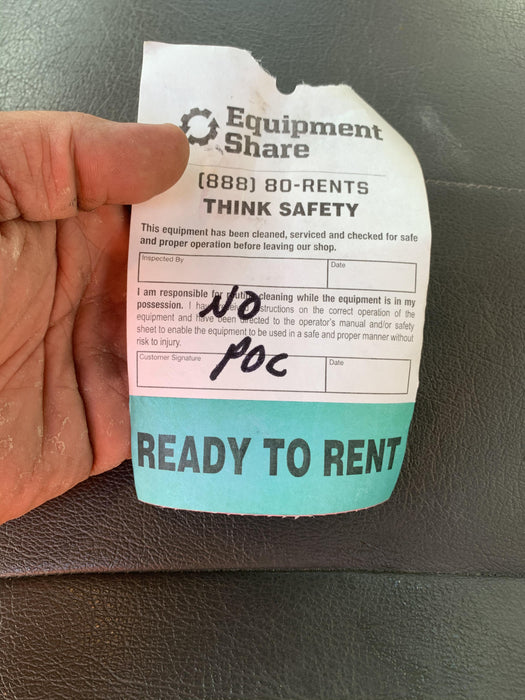 Equipment
Share
(888) 80-RENTS
THINK SAFETY
This equipment has been cleaned, serviced and checked for safe
and proper operation before leaving our shop.
Inspected By
Date
I am responsible for routine cleaning while the equipment is in my
possession. I have structions on the correct operation of the
equipment and have been directed to the operator's manual and/or safety
sheet to enable the equipment to be used in a safe and proper manner without
risk to injury.
NO
POC
Customer Signature
Date
READY TO RENT